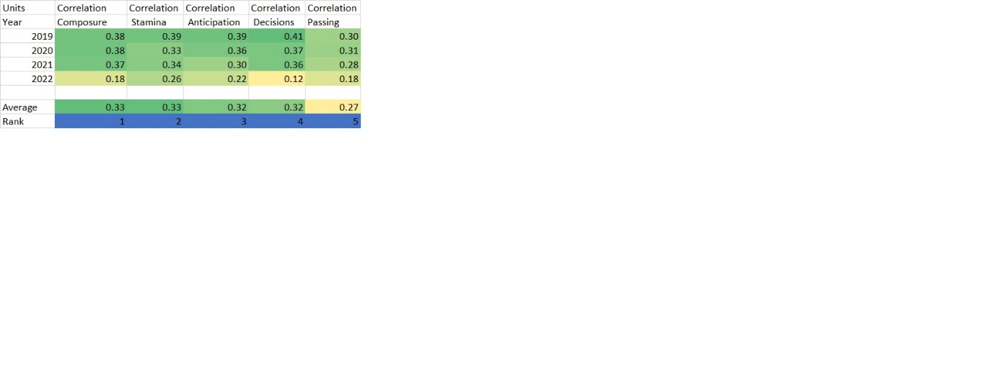 Units Correlation Correlation Correlation Correlation Correlation
Year Composure Stamina Anticipation Decisions Passing
2019 0.38 0.39 0.39 0.41 0.30
2020 0.38 0.33 0.36 0.37 0.31
2021 0.37 0.34 0.30 0.36 0.28
2022 0.18 0.26 0.22 0.12 0.18
Average 0.33 0.33 0.32 0.32 0.27
Rank 1 2 3 4 5